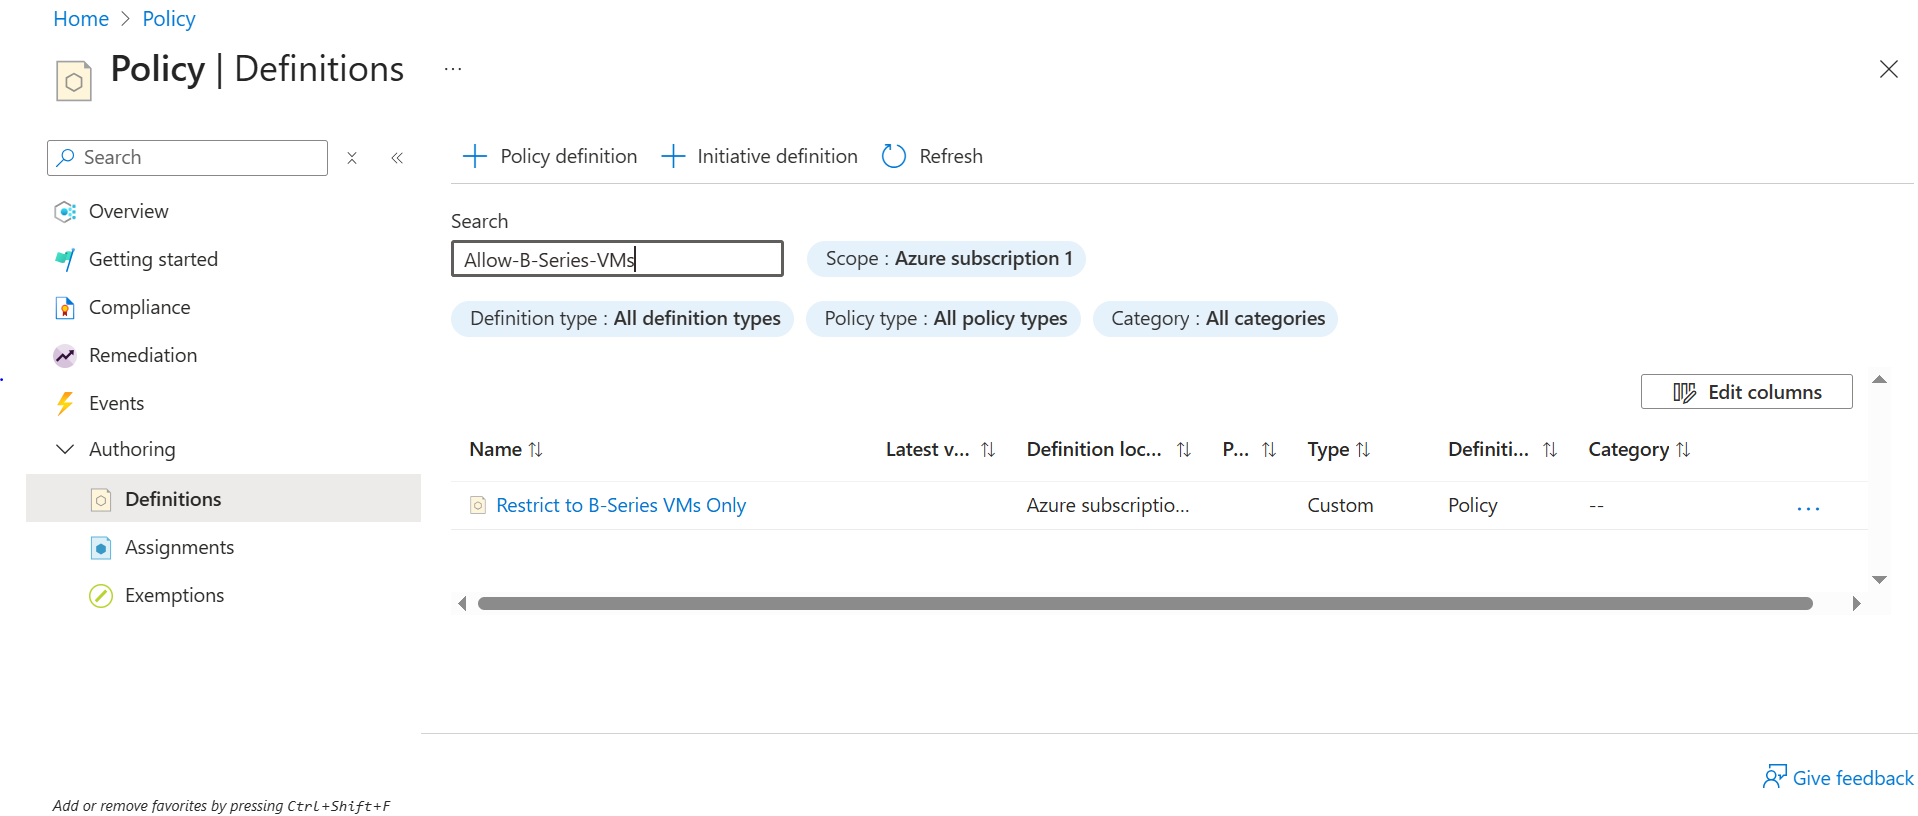 Home > Policy
Policy | Definitions ...
Search
+ Policy definition + Initiative definition Refresh
Overview
Getting started
Compliance
Remediation
Events
Authoring
Definitions
Assignments
Exemptions
Search
Allow-B-Series-VMs
Scope : Azure subscription 1
Definition type : All definition types
Policy type : All policy types
Category : All categories
Edit columns
Name Latest v... Definition loc... P... Type Definiti... Category
Restrict to B-Series VMs Only Azure subscriptio... Custom Policy -- ...
Give feedback
Add or remove favorites by pressing Ctrl+Shift+F